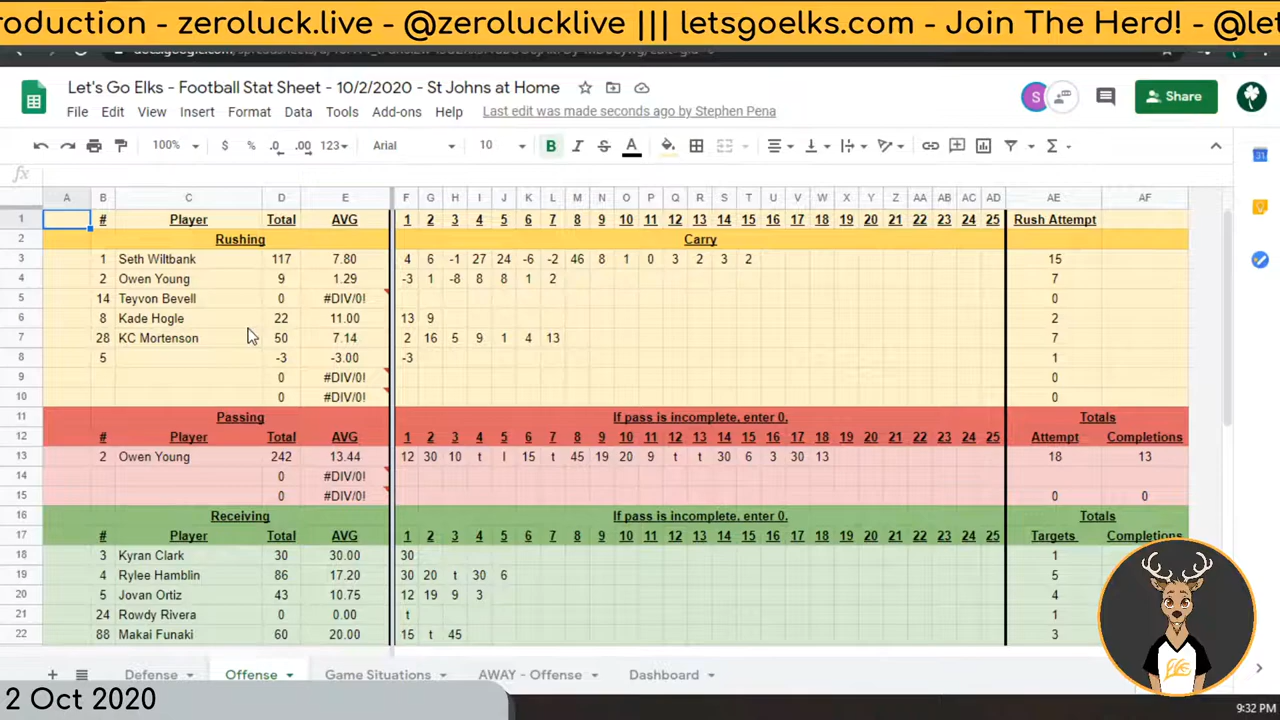 oduction - zeroluck.live - @zerolucklive ||| letsgoelks.com - Join The Herd! - @let
Let's Go Elks - Football Stat Sheet - 10/2/2020 - St Johns at Home
File Edit View Insert Format Data Tools Add-ons Help Last edit was made seconds ago by Stephen Pena
S
Share
100% $ % .0 .00 123 Arial 10 B I S A Σ
fx
A B C D E F G H I J K L M N O P Q R S T U V W X Y Z AA AB AC AD AE AF
1 # Player Total AVG 1 2 3 4 5 6 7 8 9 10 11 12 13 14 15 16 17 18 19 20 21 22 23 24 25 Rush Attempt
2 Rushing Carry
3 1 Seth Wiltbank 117 7.80 4 6 -1 27 24 -6 -2 46 8 1 0 3 2 3 2 15
4 2 Owen Young 9 1.29 -3 1 -8 8 8 1 2 7
5 14 Teyvon Bevell 0 #DIV/0! 0
6 8 Kade Hogle 22 11.00 13 9 2
7 28 KC Mortenson 50 7.14 2 16 5 9 1 4 13 7
8 5 -3 -3.00 -3 1
9 0 #DIV/0! 0
10 0 #DIV/0! 0
11 Passing If pass is incomplete, enter 0. Totals
12 # Player Total AVG 1 2 3 4 5 6 7 8 9 10 11 12 13 14 15 16 17 18 19 20 21 22 23 24 25 Attempt Completions
13 2 Owen Young 242 13.44 12 30 10 t I 15 t 45 19 20 9 t t 30 6 3 30 13 18 13
14 0 #DIV/0!
15 0 #DIV/0! 0 0
16 Receiving If pass is incomplete, enter 0. Totals
17 # Player Total AVG 1 2 3 4 5 6 7 8 9 10 11 12 13 14 15 16 17 18 19 20 21 22 23 24 25 Targets Completions
18 3 Kyran Clark 30 30.00 30 1
19 4 Rylee Hamblin 86 17.20 30 20 t 30 6 5
20 5 Jovan Ortiz 43 10.75 12 19 9 3 4
21 24 Rowdy Rivera 0 0.00 t 1
22 88 Makai Funaki 60 20.00 15 t 45 3
Defense Offense Game Situations AWAY - Offense Dashboard
2 Oct 2020
9:32 PM